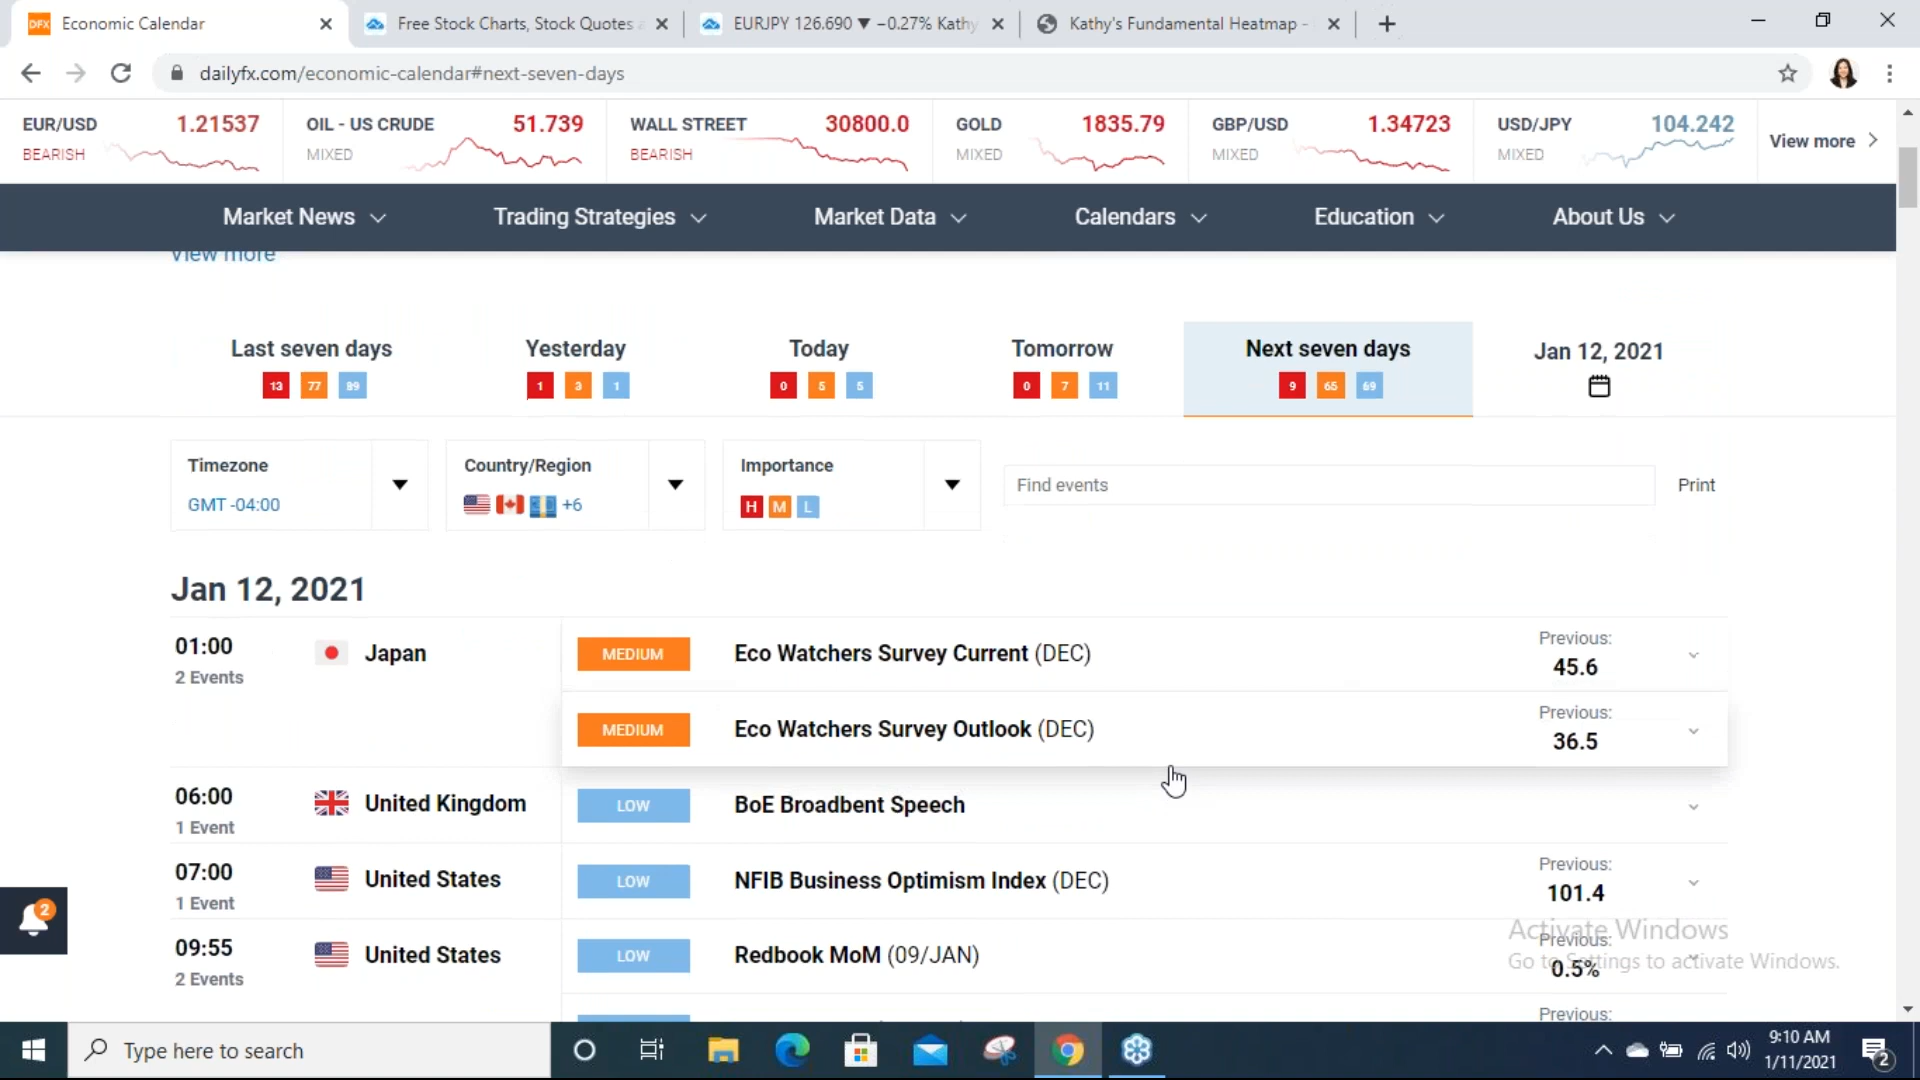 DFX Economic Calendar
Free Stock Charts, Stock Quotes
EURJPY 126.690 ▼ −0.27% Kathy
Kathy's Fundamental Heatmap -
dailyfx.com/economic-calendar#next-seven-days
EUR/USD 1.21537
BEARISH
OIL - US CRUDE 51.739
MIXED
WALL STREET 30800.0
BEARISH
GOLD 1835.79
MIXED
GBP/USD 1.34723
MIXED
USD/JPY 104.242
MIXED
View more
Market News
Trading Strategies
Market Data
Calendars
Education
About Us
View more
Last seven days
13 77 89
Yesterday
1 3 1
Today
0 5 5
Tomorrow
0 7 11
Next seven days
9 65 69
Jan 12, 2021
Timezone
GMT -04:00
Country/Region
+6
Importance
H M L
Find events
Print
Jan 12, 2021
01:00
2 Events
Japan
MEDIUM Eco Watchers Survey Current (DEC)
Previous:
45.6
MEDIUM Eco Watchers Survey Outlook (DEC)
Previous:
36.5
06:00
1 Event
United Kingdom
LOW BoE Broadbent Speech
07:00
1 Event
United States
LOW NFIB Business Optimism Index (DEC)
Previous:
101.4
09:55
2 Events
United States
LOW Redbook MoM (09/JAN)
Previous:
0.5%
Previous:
Activate Windows
Go to Settings to activate Windows.
2
Type here to search
9:10 AM
1/11/2021
2